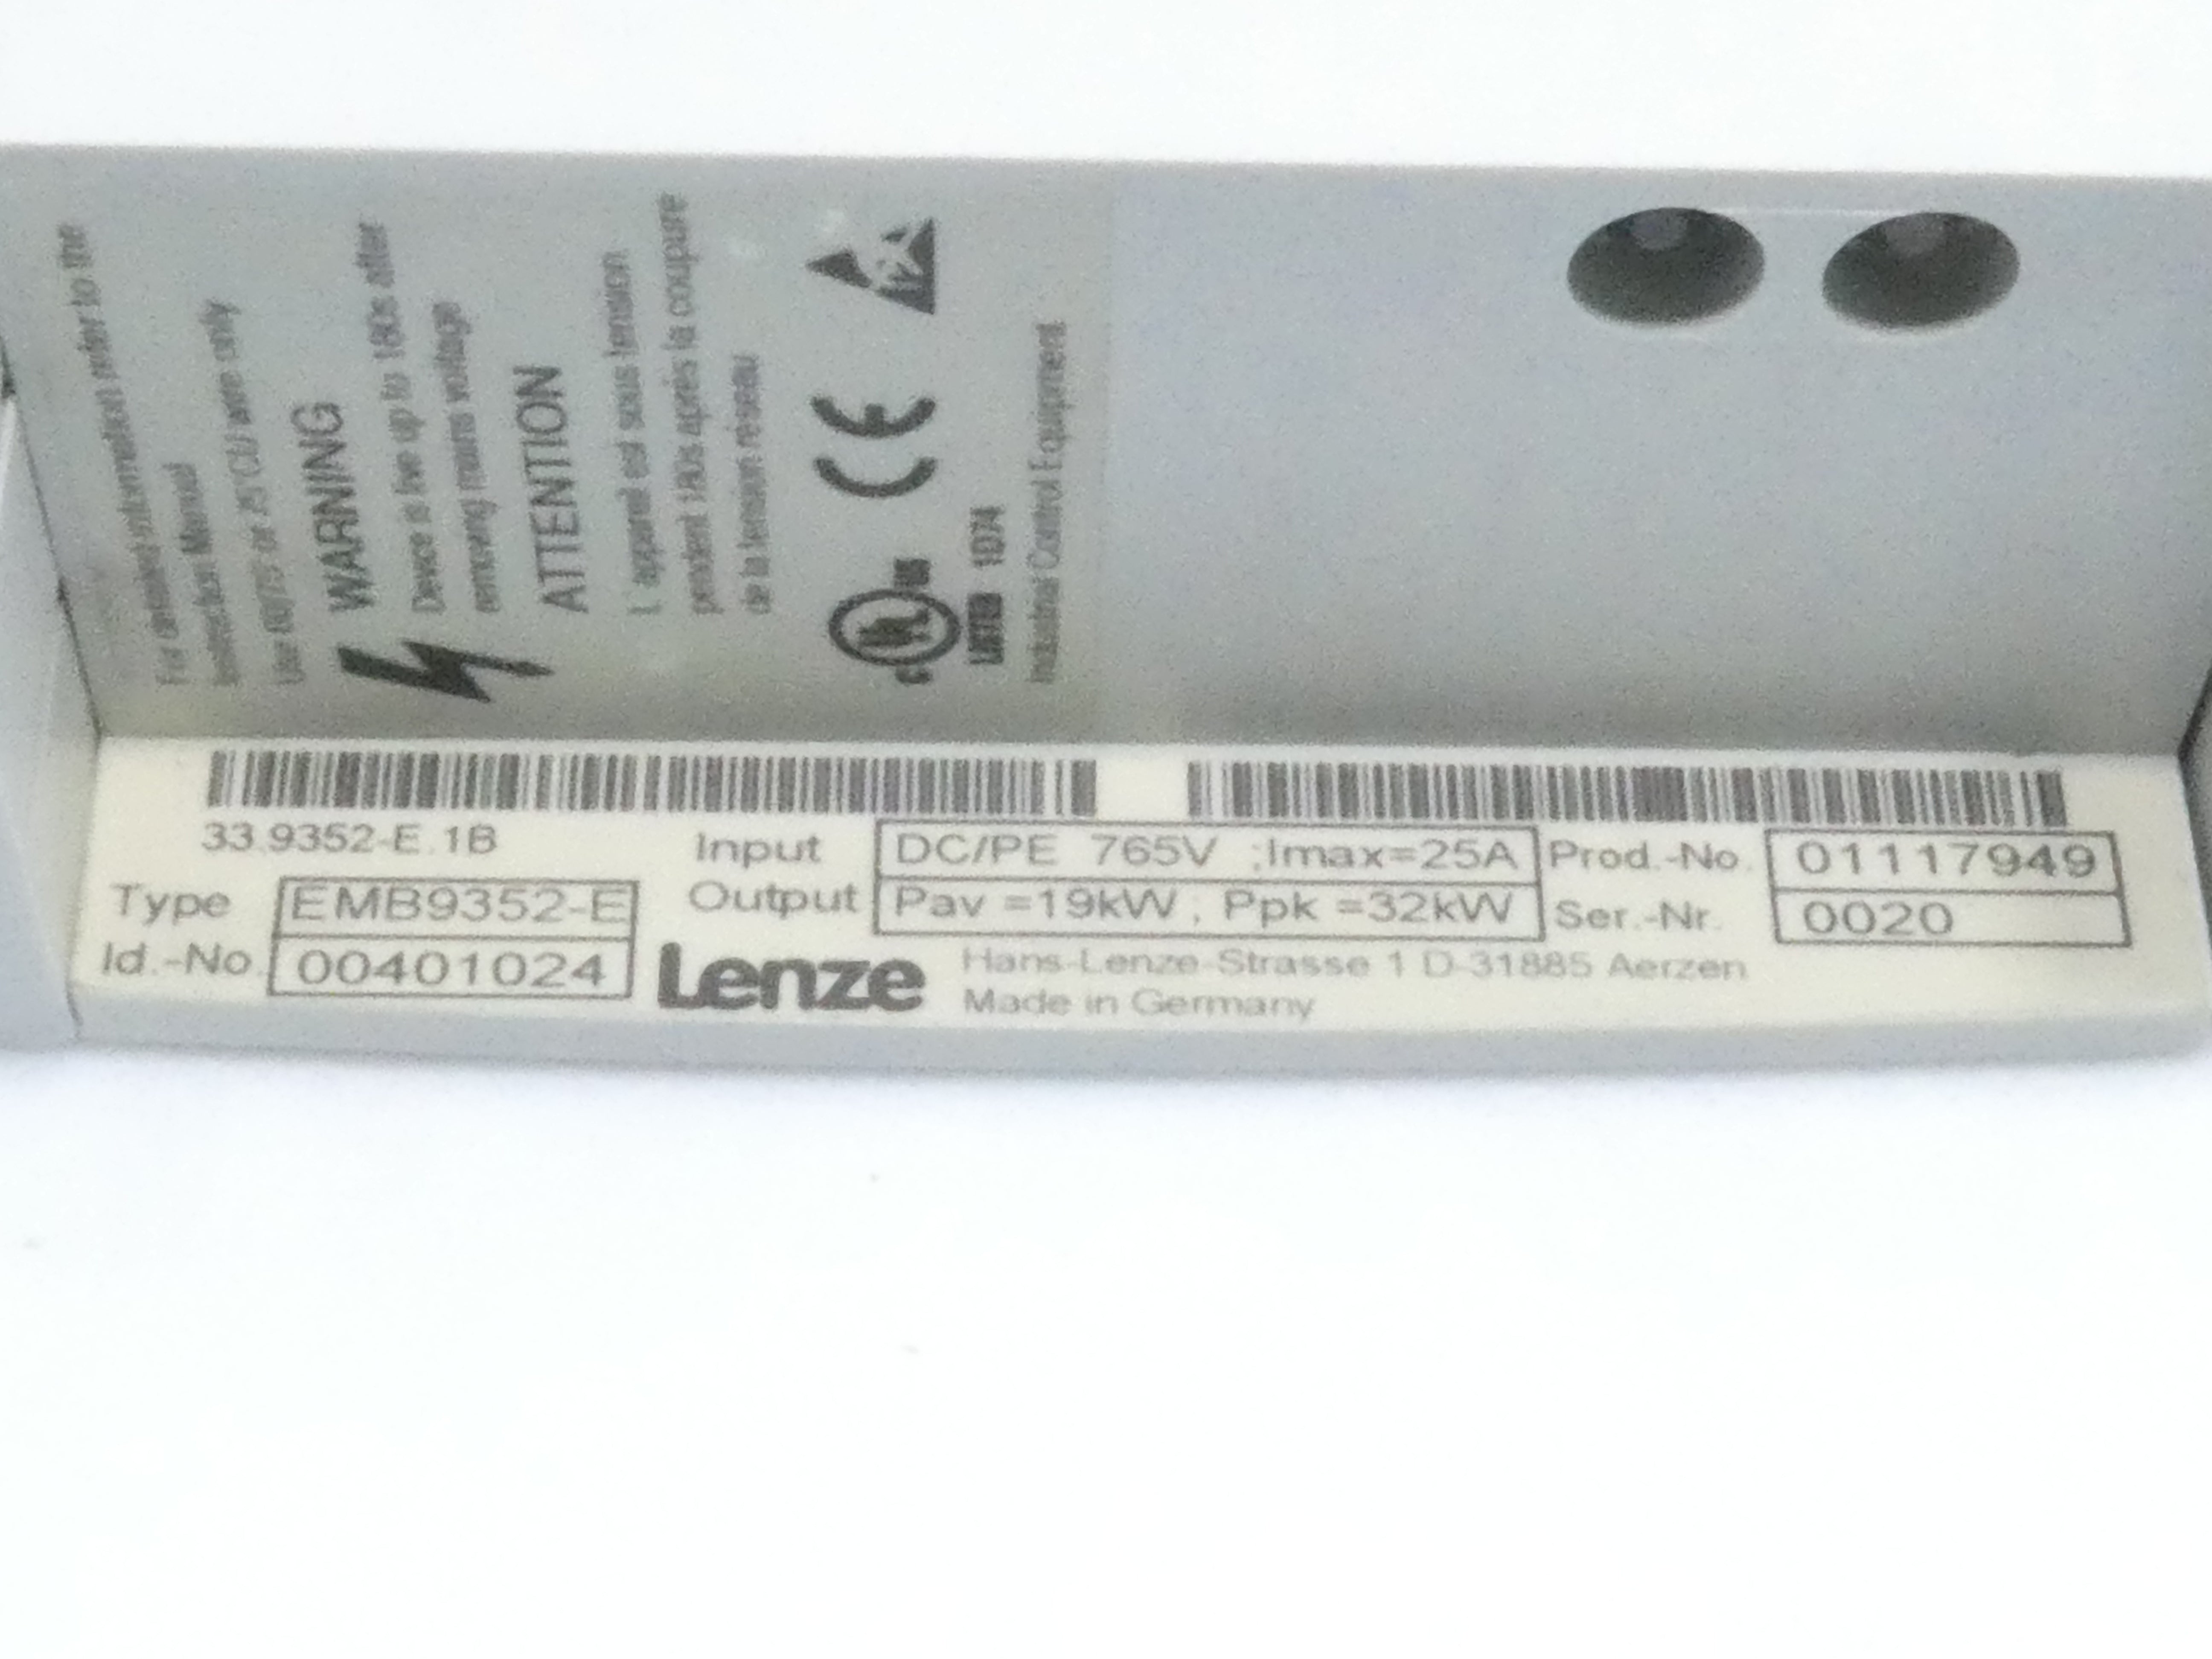 For detailed information refer to the
Instruction Manual
Use 60/75° or 75°CU wire only
WARNING
Device is live up to 180s after
removing mains voltage
ATTENTION
L'appareil est sous tension
pendent 180s après la coupure
de la tension réseau
c UL us
LISTED 1D74
CE
Industrial Control Equipment
33.9352-E.1B
Type EMB9352-E
Id.-No. 00401024
Input DC/PE 765V ;Imax=25A
Output Pav =19kW ; Ppk =32kW
Prod.-No. 01117949
Ser.-Nr. 0020
Lenze
Hans-Lenze-Strasse 1 D-31885 Aerzen
Made in Germany